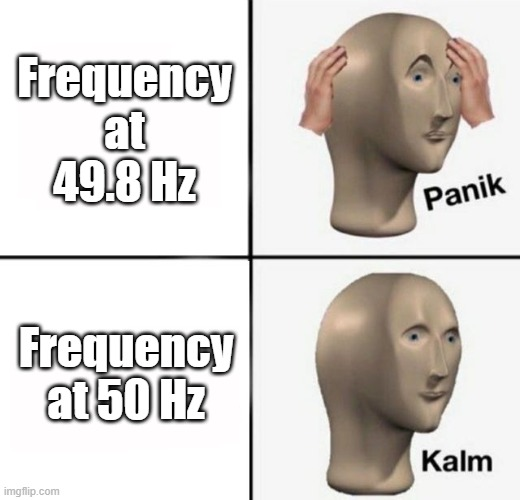 Frequency
at
49.8 Hz
Panik
Frequency
at 50 Hz
Kalm
imgflip.com